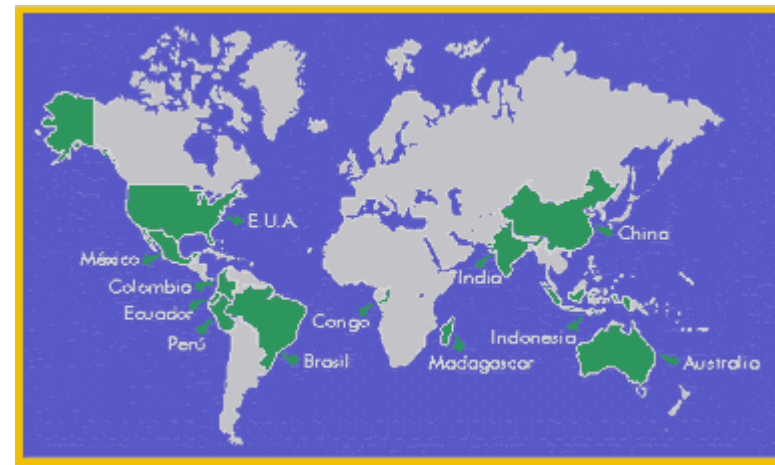 E.U.A.
México
Colombia
Ecuador
Perú
Brasil
Congo
Madagascar
India
China
Indonesia
Australia